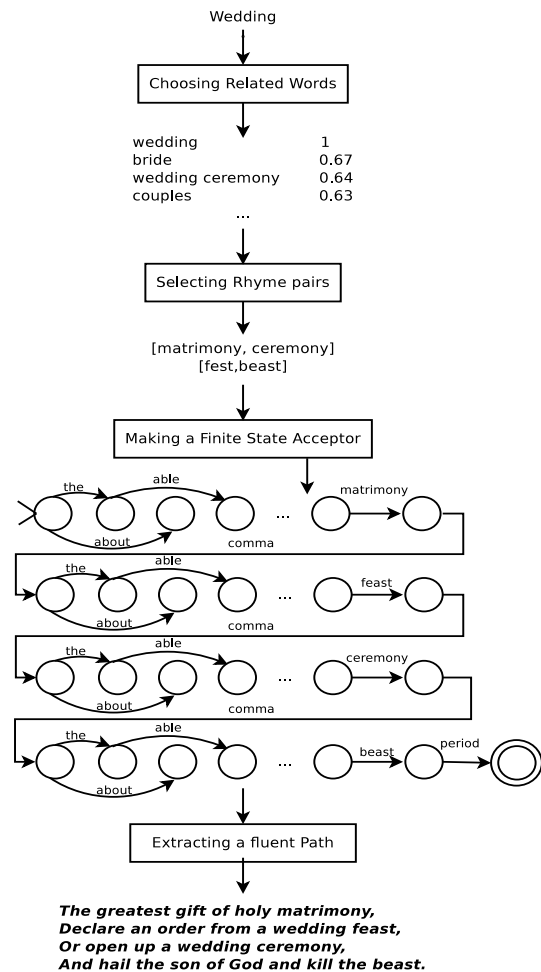 Wedding
Choosing Related Words
wedding 1
bride 0.67
wedding ceremony 0.64
couples 0.63
...
Selecting Rhyme pairs
[matrimony, ceremony]
[fest,beast]
Making a Finite State Acceptor
the able matrimony
...
about comma
the able feast
...
about comma
the able ceremony
...
about comma
the able beast period
...
about
Extracting a fluent Path
The greatest gift of holy matrimony,
Declare an order from a wedding feast,
Or open up a wedding ceremony,
And hail the son of God and kill the beast.